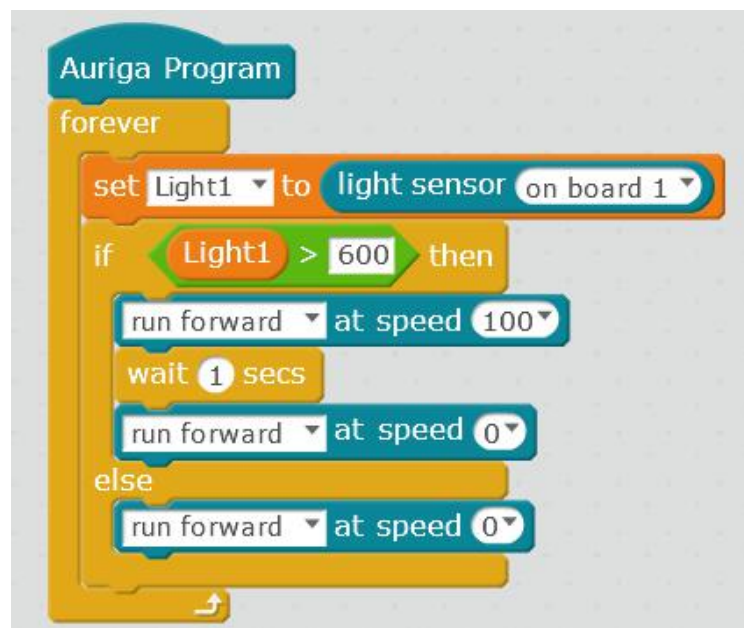 Auriga Program
forever
set Light1 to light sensor on board 1
if Light1 > 600 then
run forward at speed 100
wait 1 secs
run forward at speed 0
else
run forward at speed 0